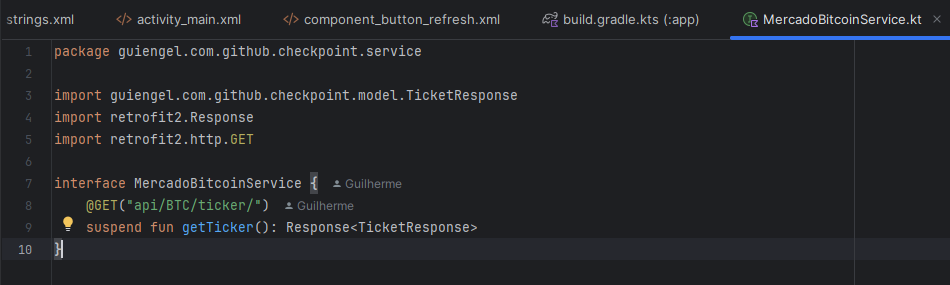 strings.xml activity_main.xml component_button_refresh.xml build.gradle.kts (:app) MercadoBitcoinService.kt
1 package guiengel.com.github.checkpoint.service
2
3 import guiengel.com.github.checkpoint.model.TicketResponse
4 import retrofit2.Response
5 import retrofit2.http.GET
6
7 interface MercadoBitcoinService { Guilherme
8 @GET("api/BTC/ticker/") Guilherme
9 suspend fun getTicker(): Response<TicketResponse>
10 }